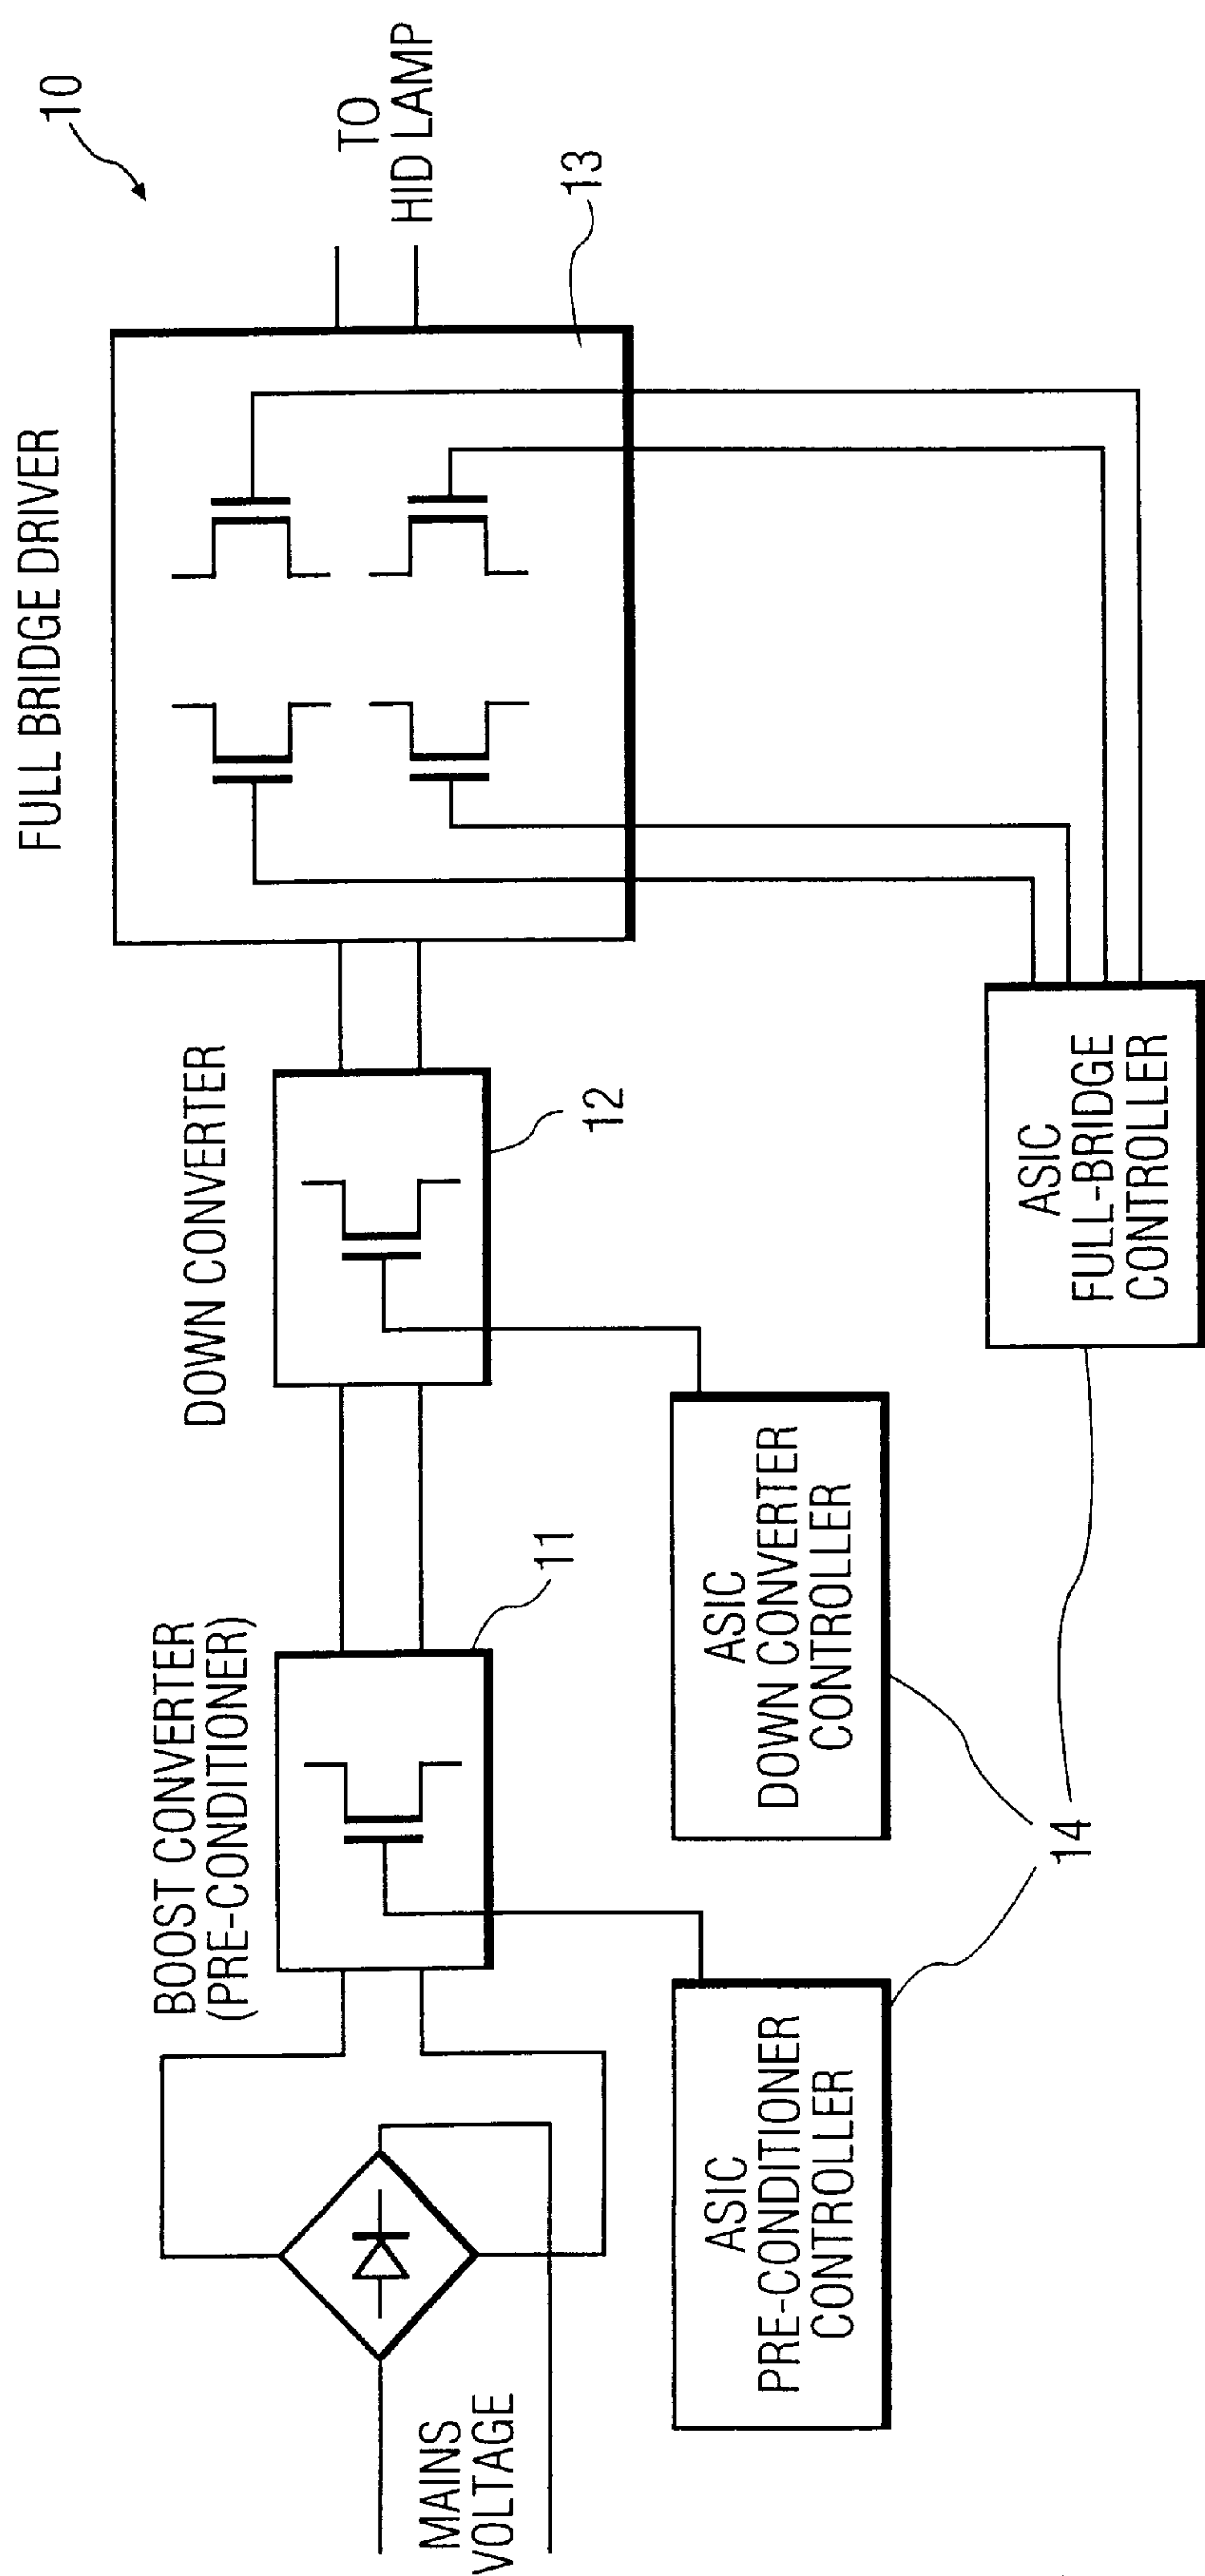 10
FULL BRIDGE DRIVER
TO
HID LAMP
13
DOWN CONVERTER
12
BOOST CONVERTER
(PRE-CONDITIONER)
11
MAINS
VOLTAGE
ASIC
PRE-CONDITIONER
CONTROLLER
ASIC
DOWN CONVERTER
CONTROLLER
ASIC
FULL-BRIDGE
CONTROLLER
14